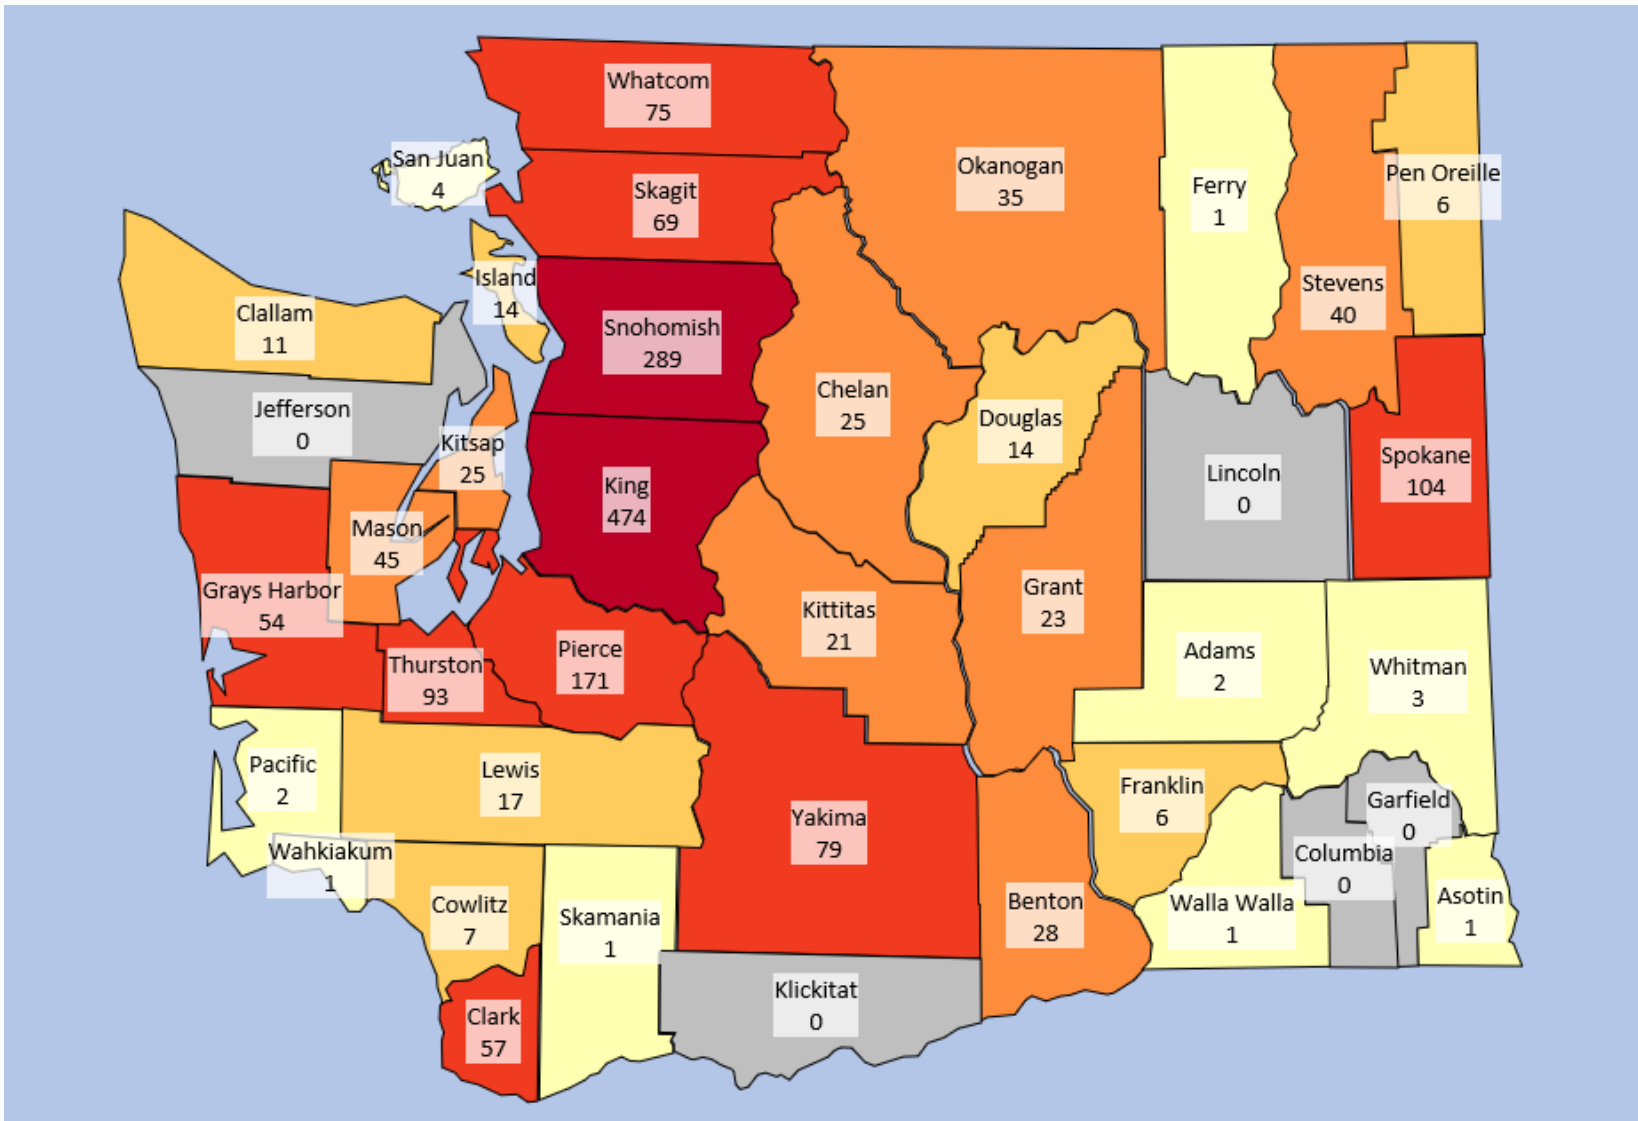 Whatcom
75
San Juan
4
Skagit
69
Okanogan
35
Ferry
1
Pen Oreille
6
Stevens
40
Island
14
Clallam
11
Snohomish
289
Chelan
25
Douglas
14
Jefferson
0
Kitsap
25
King
474
Lincoln
0
Spokane
104
Mason
45
Grays Harbor
54
Kittitas
21
Grant
23
Thurston
93
Pierce
171
Adams
2
Whitman
3
Pacific
2
Lewis
17
Yakima
79
Franklin
6
Garfield
0
Wahkiakum
1
Columbia
0
Cowlitz
7
Skamania
1
Benton
28
Walla Walla
1
Asotin
1
Klickitat
0
Clark
57